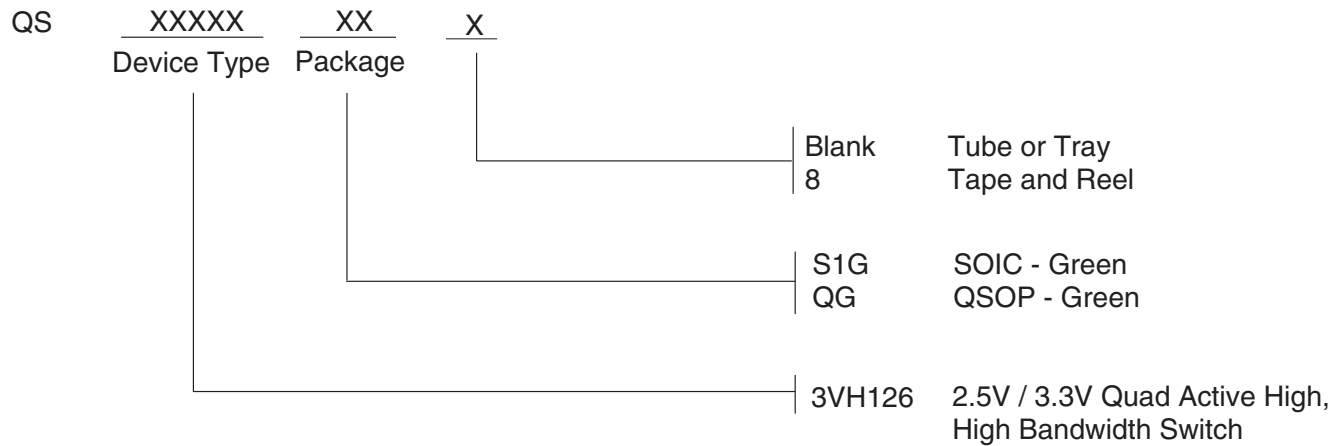 QS XXXXX XX X
Device Type Package
Blank Tube or Tray
8 Tape and Reel
S1G SOIC - Green
QG QSOP - Green
3VH126 2.5V / 3.3V Quad Active High,
High Bandwidth Switch